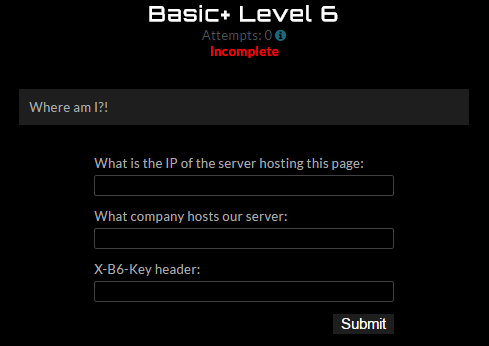 Basic+ Level 6
Attempts: 0
Incomplete
Where am I?!
What is the IP of the server hosting this page:
What company hosts our server:
X-B6-Key header:
Submit